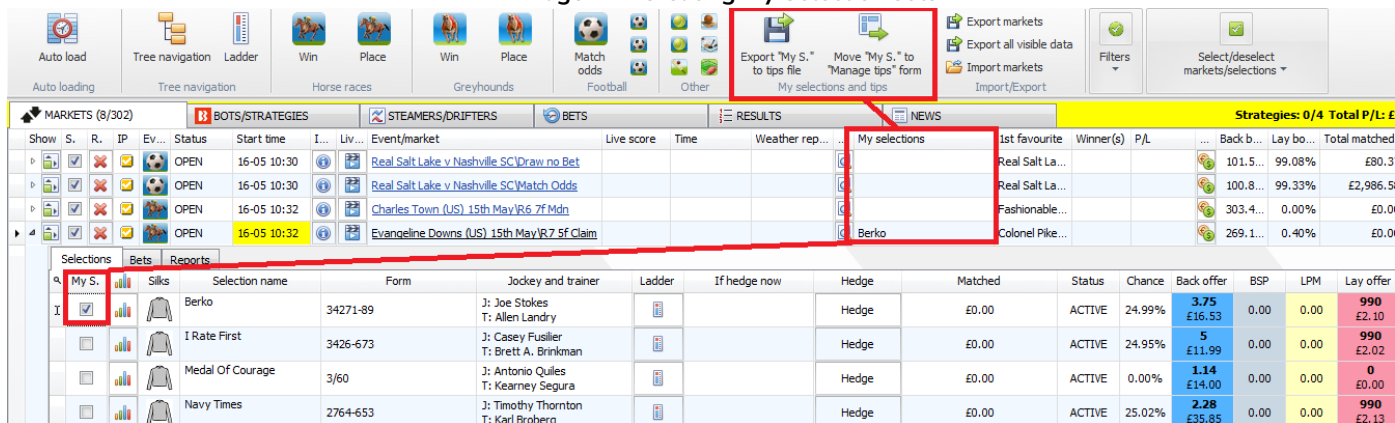 Export "My S." to tips file
Move "My S." to "Manage tips" form
Export markets
Export all visible data
Import markets
Auto load
Tree navigation Ladder
Win Place
Win Place
Match odds
Filters
Select/deselect markets/selections
Auto loading Tree navigation Horse races Greyhounds Football Other My selections and tips Import/Export
MARKETS (8/302) BOTS/STRATEGIES STEAMERS/DRIFTERS BETS RESULTS NEWS Strategies: 0/4 Total P/L: £
Show S. R. IP Ev... Status Start time I... Liv... Event/market Live score Time Weather rep... ... My selections 1st favourite Winner(s) P/L ... Back b... Lay bo... Total matched
OPEN 16-05 10:30 Real Salt Lake v Nashville SC\Draw no Bet Real Salt La... 101.5... 99.08% £80.3
OPEN 16-05 10:30 Real Salt Lake v Nashville SC\Match Odds Real Salt La... 100.8... 99.33% £2,986.58
OPEN 16-05 10:32 Charles Town (US) 15th May\R6 7f Mdn Fashionable... 303.4... 0.00% £0.00
OPEN 16-05 10:32 Evangeline Downs (US) 15th May\R7 5f Claim Berko Colonel Pike... 269.1... 0.40% £0.00
Selections Bets Reports
My S. Silks Selection name Form Jockey and trainer Ladder If hedge now Hedge Matched Status Chance Back offer BSP LPM Lay offer
Berko 34271-89 J: Joe Stokes Hedge £0.00 ACTIVE 24.99% 3.75 0.00 0.00 990
T: Allen Landry £16.53 £2.10
I Rate First 3426-673 J: Casey Fusilier Hedge £0.00 ACTIVE 24.95% 5 0.00 0.00 990
T: Brett A. Brinkman £11.99 £2.02
Medal Of Courage 3/60 J: Antonio Quiles Hedge £0.00 ACTIVE 0.00% 1.14 0.00 0.00 0
T: Kearney Segura £14.00 £0.00
Navy Times 2764-653 J: Timothy Thornton Hedge £0.00 ACTIVE 25.02% 2.28 0.00 0.00 990
T: Karl Broberg £35.85 £2.13